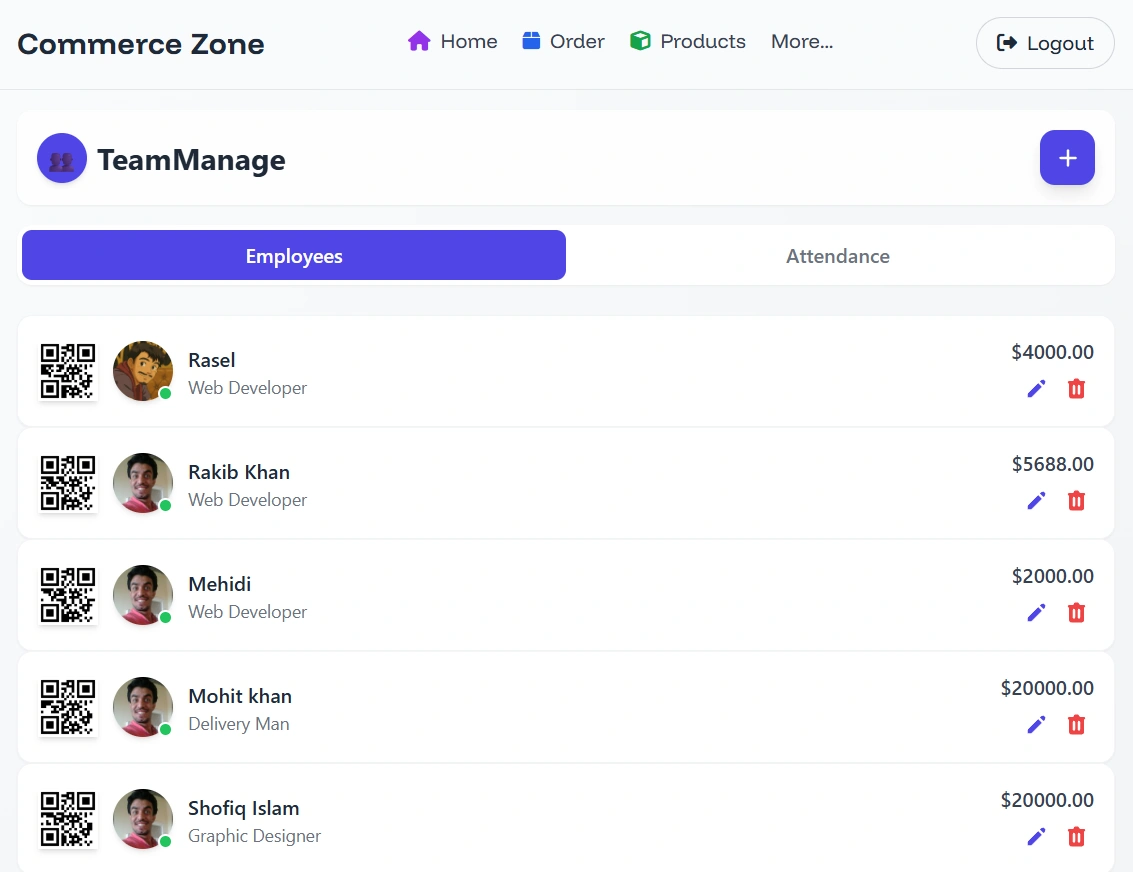 Commerce Zone
Home Order Products More...
Logout
TeamManage
+
Employees
Attendance
Rasel
Web Developer
$4000.00
Rakib Khan
Web Developer
$5688.00
Mehidi
Web Developer
$2000.00
Mohit khan
Delivery Man
$20000.00
Shofiq Islam
Graphic Designer
$20000.00